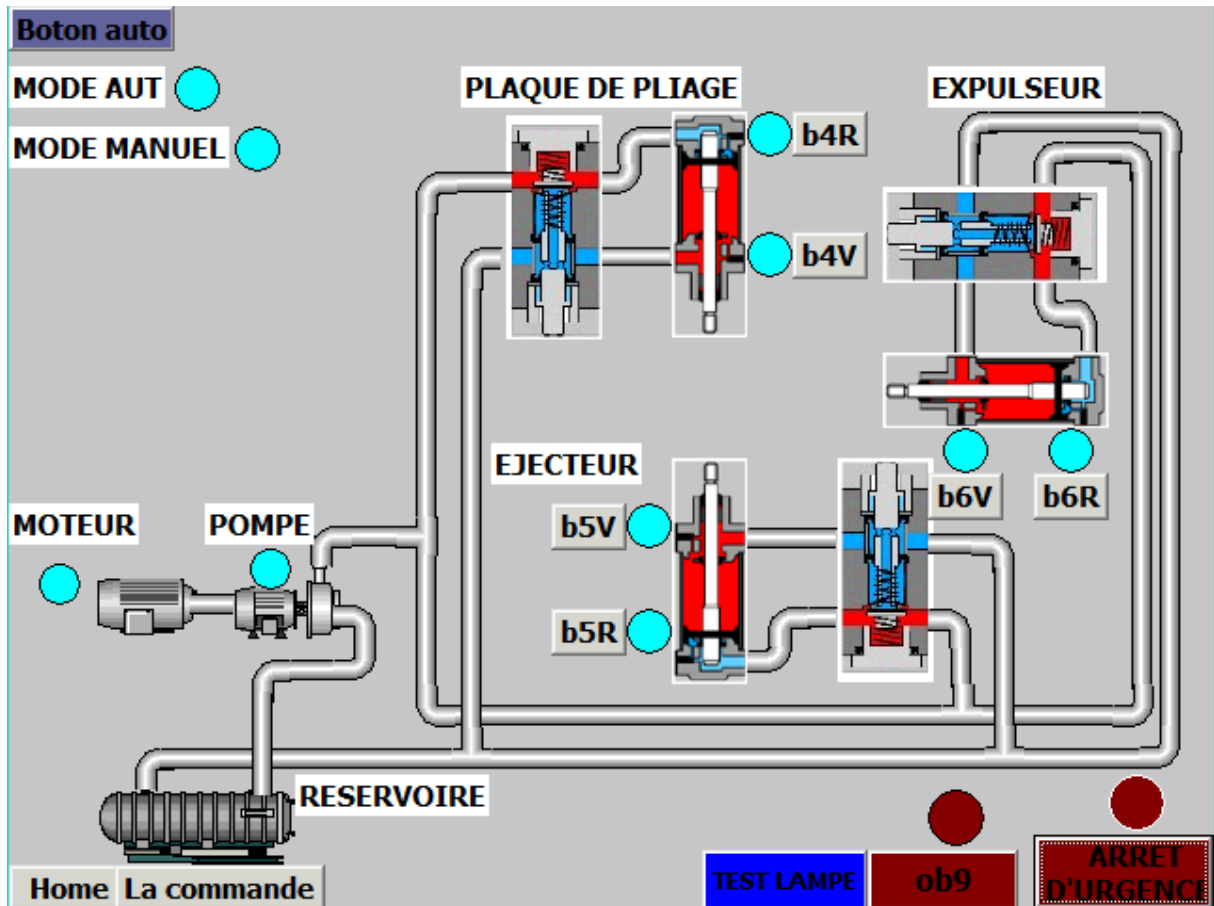 Boton auto
MODE AUT
PLAQUE DE PLIAGE
EXPULSEUR
MODE MANUEL
b4R
b4V
EJECTEUR
b6V
b6R
MOTEUR
POMPE
b5V
b5R
RESERVOIRE
Home
La commande
TEST LAMPE
ob9
ARRET
D'URGENCE